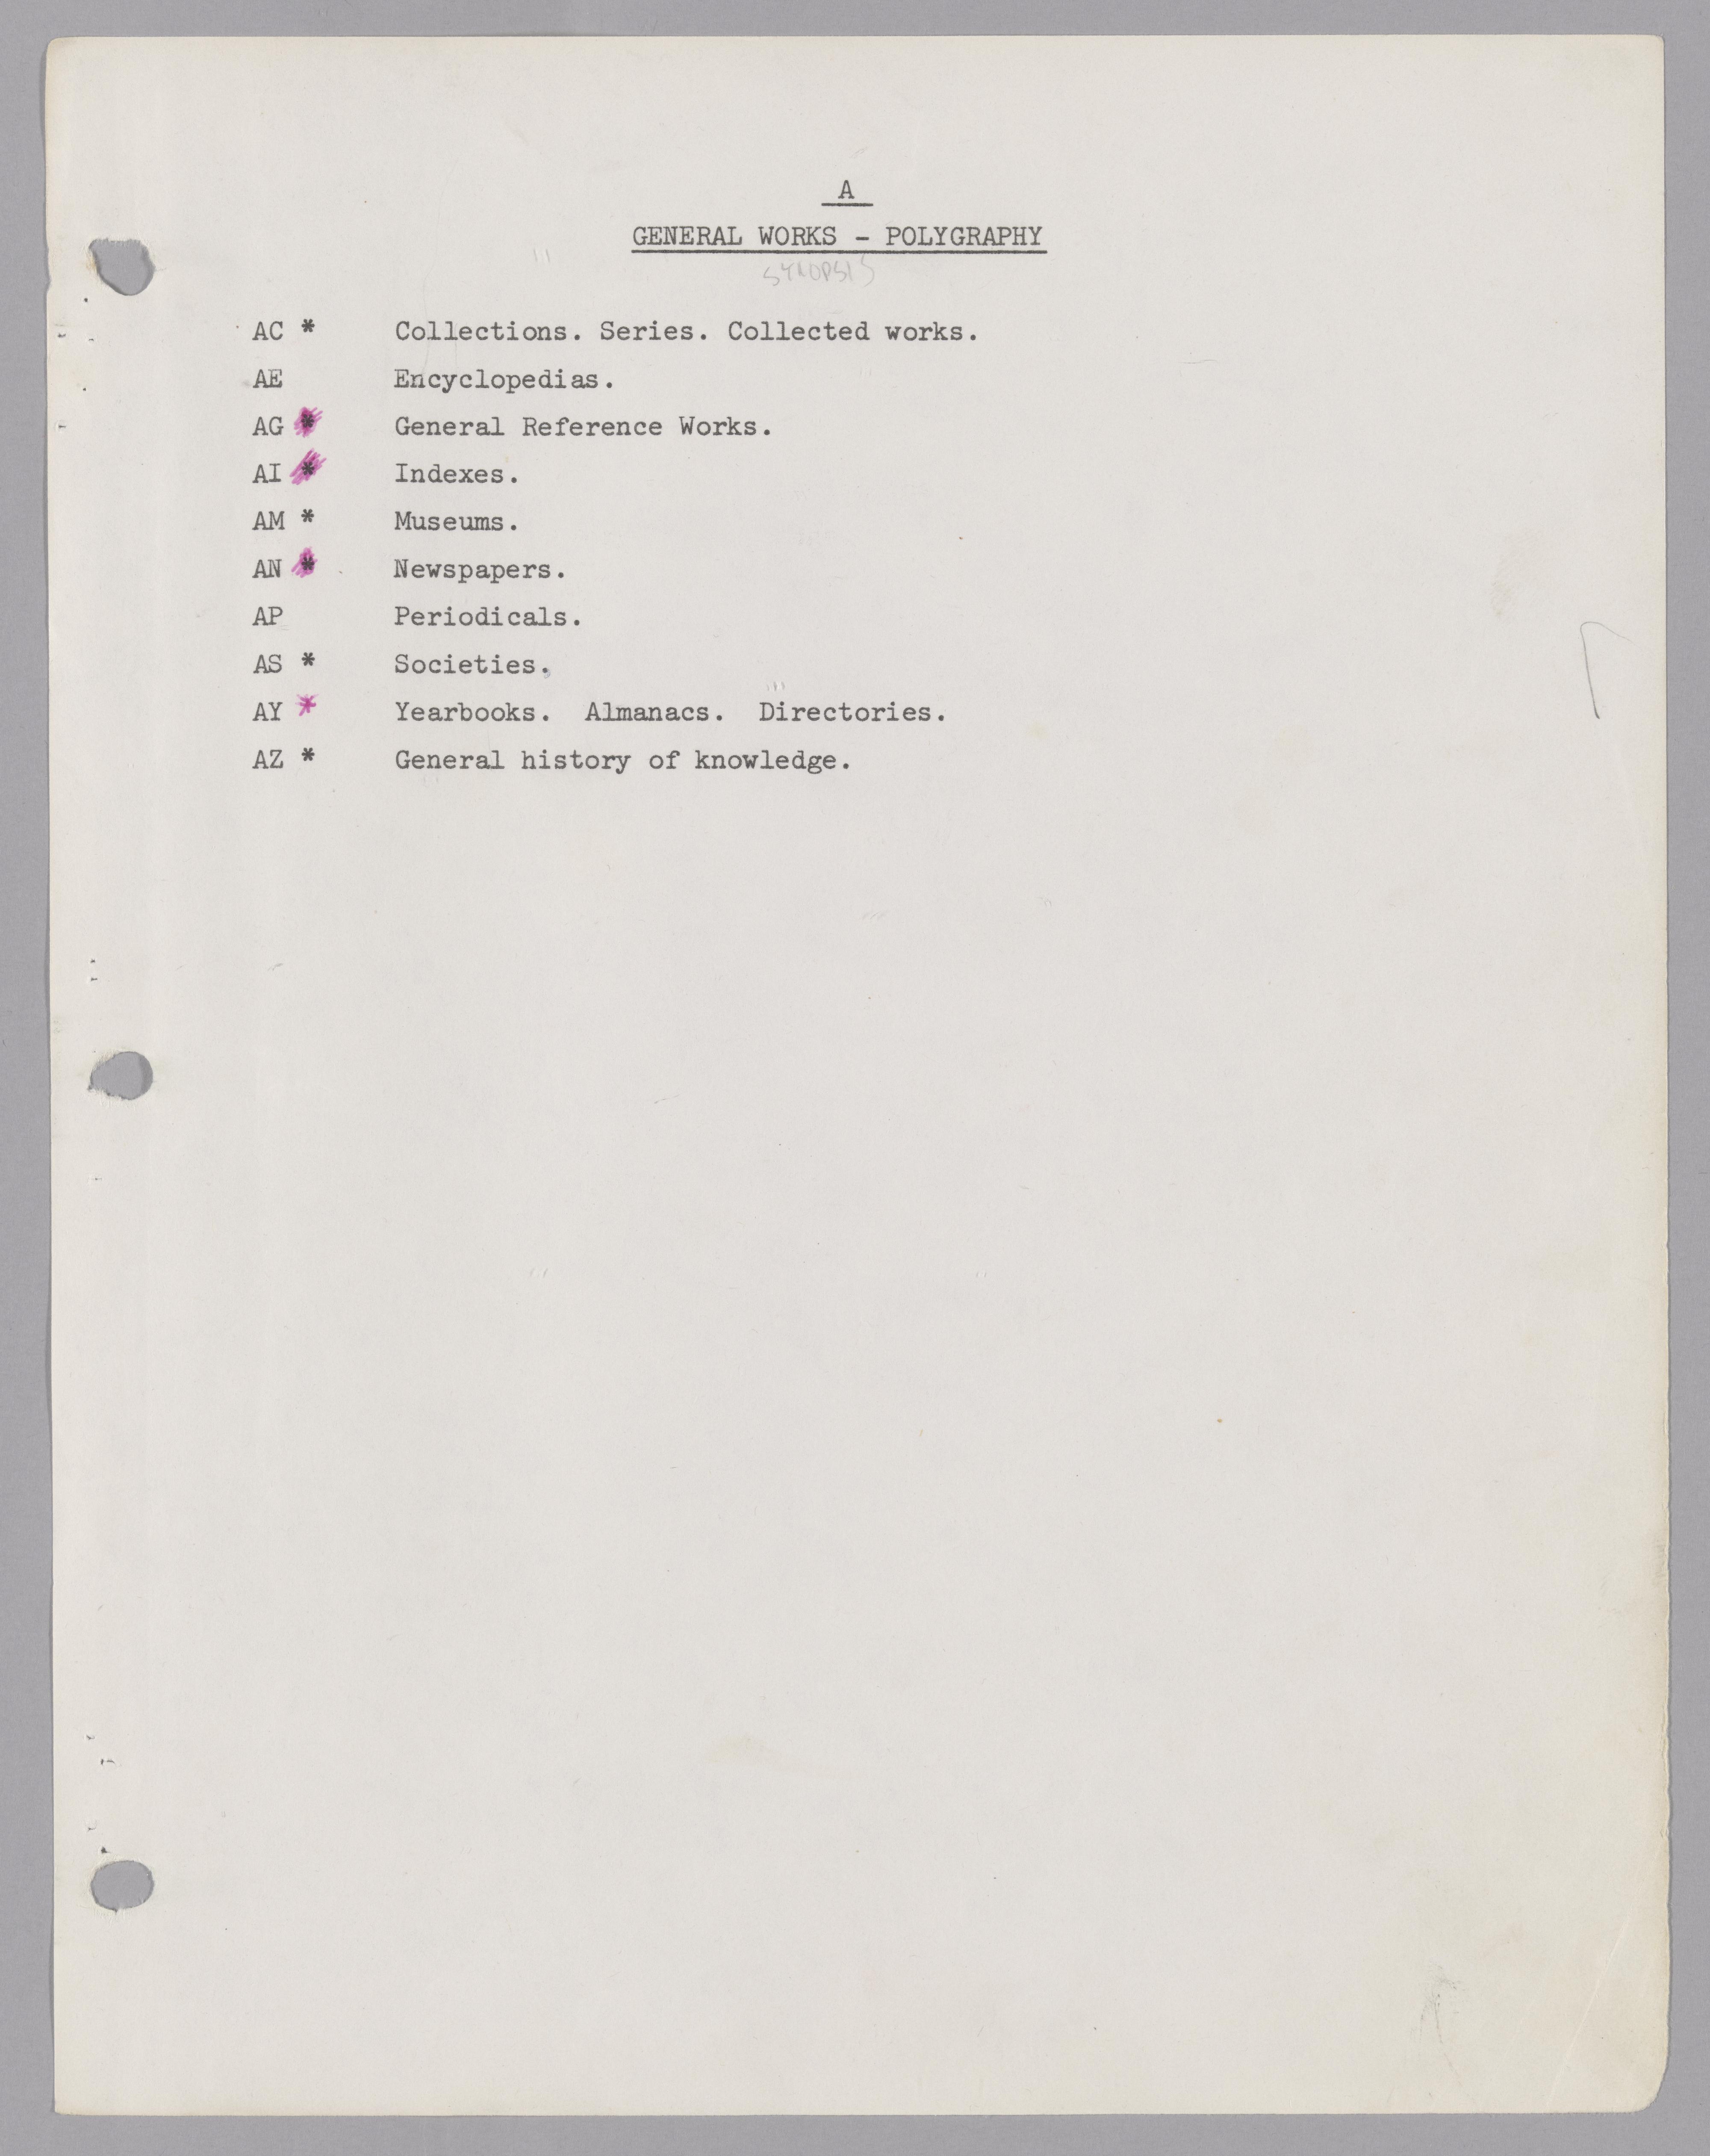 A
GENERAL WORKS - POLYGRAPHY
SYNOPSIS
AC * Collections. Series. Collected works.
AE Encyclopedias.
AG * General Reference Works.
AI * Indexes.
AM * Museums.
AN * Newspapers.
AP Periodicals.
AS * Societies.
AY * Yearbooks. Almanacs. Directories.
AZ * General history of knowledge.